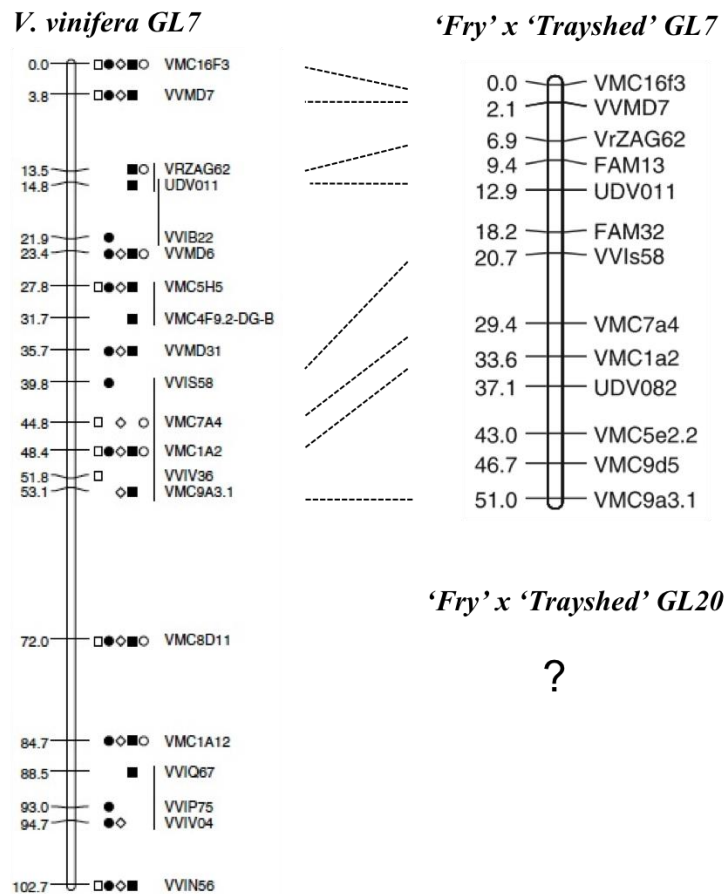 V. vinifera GL7
0.0 VMC16F3
3.8 VVMD7
13.5 VRZAG62
14.8 UDV011
21.9 VVIB22
23.4 VVMD6
27.8 VMC5H5
31.7 VMC4F9.2-DG-B
35.7 VVMD31
39.8 VVIS58
44.8 VMC7A4
48.4 VMC1A2
51.8 VVIV36
53.1 VMC9A3.1
72.0 VMC8D11
84.7 VMC1A12
88.5 VVIQ67
93.0 VVIP75
94.7 VVIV04
102.7 VVIN56
‘Fry’ x ‘Trayshed’ GL7
0.0 VMC16f3
2.1 VVMD7
6.9 VrZAG62
9.4 FAM13
12.9 UDV011
18.2 FAM32
20.7 VVIs58
29.4 VMC7a4
33.6 VMC1a2
37.1 UDV082
43.0 VMC5e2.2
46.7 VMC9d5
51.0 VMC9a3.1
‘Fry’ x ‘Trayshed’ GL20
?